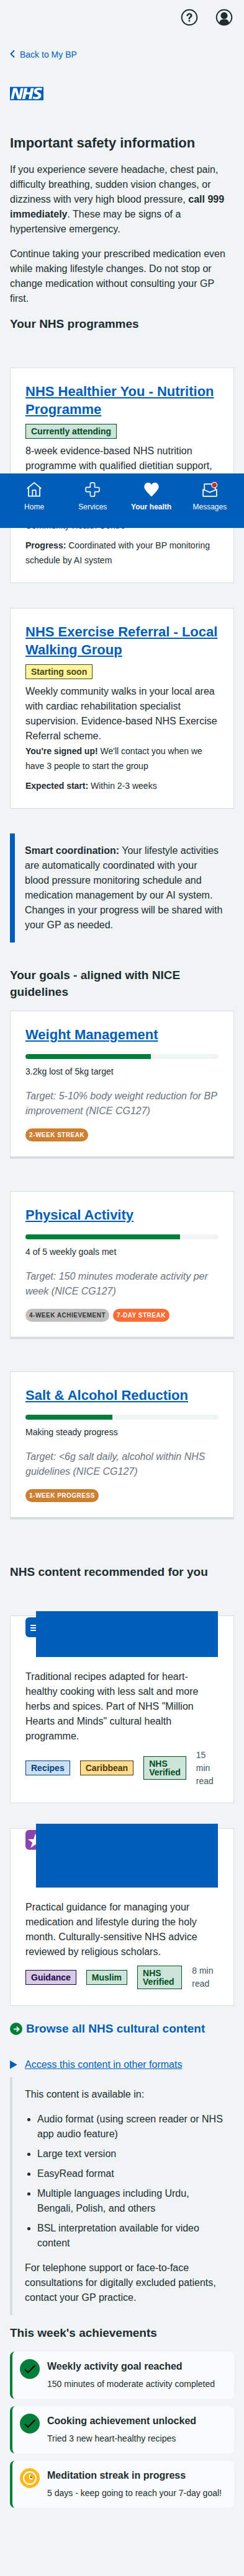 Back to My BP
NHS
Important safety information
If you experience severe headache, chest pain,
difficulty breathing, sudden vision changes, or
dizziness with very high blood pressure, call 999
immediately. These may be signs of a
hypertensive emergency.
Continue taking your prescribed medication even
while making lifestyle changes. Do not stop or
change medication without consulting your GP
first.
Your NHS programmes
NHS Healthier You - Nutrition
Programme
Currently attending
8-week evidence-based NHS nutrition
programme with qualified dietitian support,
Home
Services
Your health
Messages
Progress: Coordinated with your BP monitoring
schedule by AI system
NHS Exercise Referral - Local
Walking Group
Starting soon
Weekly community walks in your local area
with cardiac rehabilitation specialist
supervision. Evidence-based NHS Exercise
Referral scheme.
You're signed up! We'll contact you when we
have 3 people to start the group
Expected start: Within 2-3 weeks
Smart coordination: Your lifestyle activities
are automatically coordinated with your
blood pressure monitoring schedule and
medication management by our AI system.
Changes in your progress will be shared with
your GP as needed.
Your goals - aligned with NICE
guidelines
Weight Management
3.2kg lost of 5kg target
Target: 5-10% body weight reduction for BP
improvement (NICE CG127)
2-WEEK STREAK
Physical Activity
4 of 5 weekly goals met
Target: 150 minutes moderate activity per
week (NICE CG127)
4-WEEK ACHIEVEMENT
7-DAY STREAK
Salt & Alcohol Reduction
Making steady progress
Target: <6g salt daily, alcohol within NHS
guidelines (NICE CG127)
1-WEEK PROGRESS
NHS content recommended for you
Traditional recipes adapted for heart-
healthy cooking with less salt and more
herbs and spices. Part of NHS "Million
Hearts and Minds" cultural health
programme.
Recipes
Caribbean
NHS
Verified
15
min
read
Practical guidance for managing your
medication and lifestyle during the holy
month. Culturally-sensitive NHS advice
reviewed by religious scholars.
Guidance
Muslim
NHS
Verified
8 min
read
Browse all NHS cultural content
Access this content in other formats
This content is available in:
Audio format (using screen reader or NHS
app audio feature)
Large text version
EasyRead format
Multiple languages including Urdu,
Bengali, Polish, and others
BSL interpretation available for video
content
For telephone support or face-to-face
consultations for digitally excluded patients,
contact your GP practice.
This week's achievements
Weekly activity goal reached
150 minutes of moderate activity completed
Cooking achievement unlocked
Tried 3 new heart-healthy recipes
Meditation streak in progress
5 days - keep going to reach your 7-day goal!